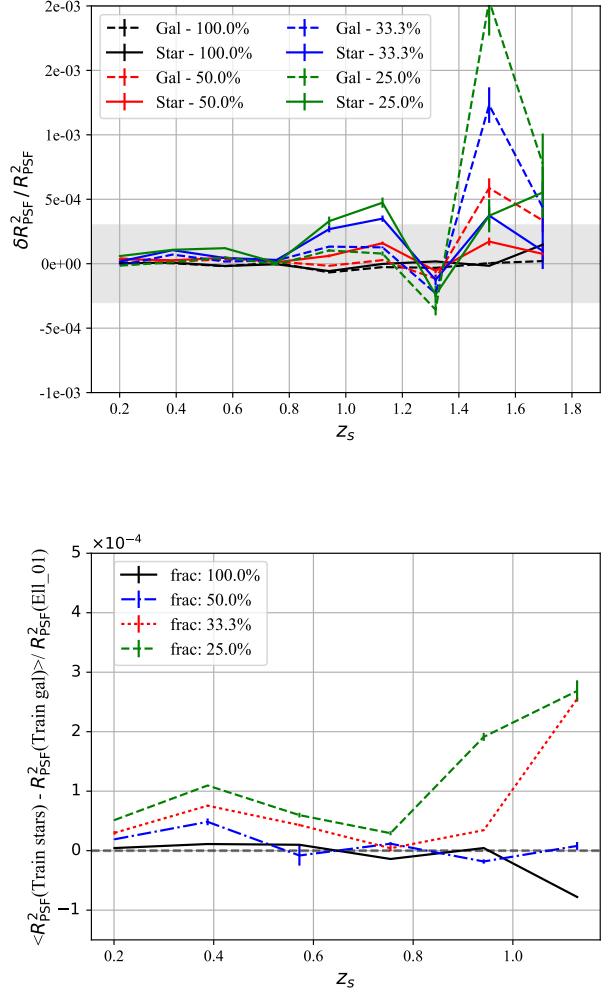 2e-03
2e-03
1e-03
5e-04
0e+00
-5e-04
-1e-03
δR²PSF / R²PSF
Gal - 100.0%
Star - 100.0%
Gal - 50.0%
Star - 50.0%
Gal - 33.3%
Star - 33.3%
Gal - 25.0%
Star - 25.0%
0.2 0.4 0.6 0.8 1.0 1.2 1.4 1.6 1.8
zs
×10⁻⁴
5
4
3
2
1
0
−1
<R²PSF(Train stars) - R²PSF(Train gal)>/ R²PSF(Ell_01)
frac: 100.0%
frac: 50.0%
frac: 33.3%
frac: 25.0%
0.2 0.4 0.6 0.8 1.0
zs